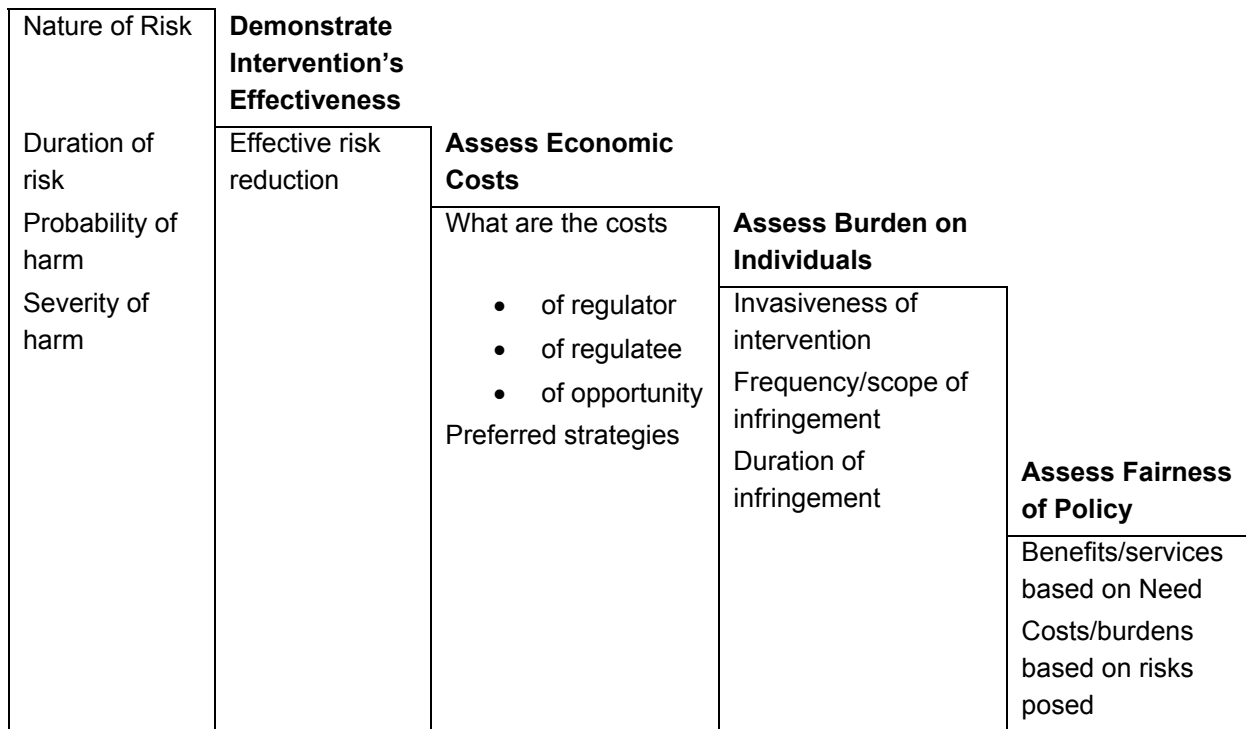 Nature of Risk
Duration of
risk
Probability of
harm
Severity of
harm
Demonstrate
Intervention’s
Effectiveness
Effective risk
reduction
Assess Economic
Costs
What are the costs
• of regulator
• of regulatee
• of opportunity
Preferred strategies
Assess Burden on
Individuals
Invasiveness of
intervention
Frequency/scope of
infringement
Duration of
infringement
Assess Fairness
of Policy
Benefits/services
based on Need
Costs/burdens
based on risks
posed